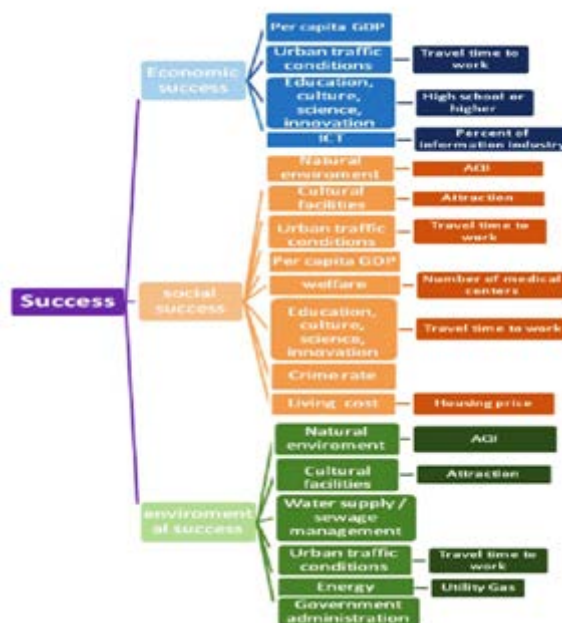 Success
Economic
success
Per capita GDP
Urban traffic
conditions
Travel time to
work
Education,
culture,
science,
innovation
High school or
higher
ICT
Percent of
information industry
social
success
Natural
enviroment
AQI
Cultural
facilities
Attraction
Urban traffic
conditions
Travel time to
work
Per capita GDP
welfare
Number of medical
centers
Education,
culture,
science,
innovation
Travel time to work
Crime rate
Living cost
Housing price
enviroment
al success
Natural
enviroment
AQI
Cultural
facilities
Attraction
Water supply /
sewage
management
Urban traffic
conditions
Travel time to
work
Energy
Utility Gas
Government
administration